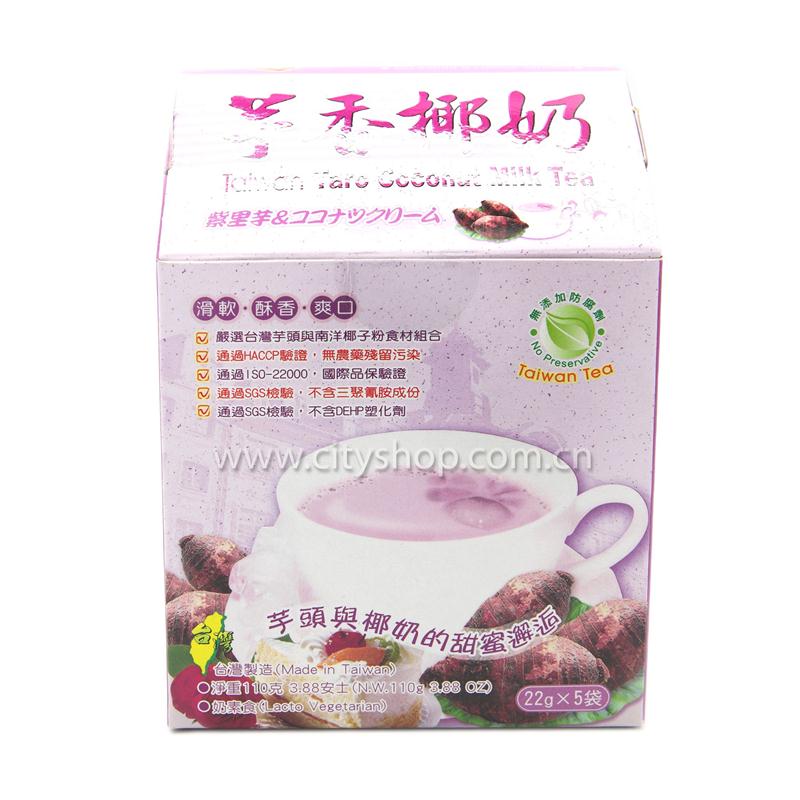 芋香椰奶
Taiwan Taro Coconut Milk Tea
紫里芋&ココナツクリーム
滑軟・酥香・爽口
嚴選台灣芋頭與南洋椰子粉食材組合
通過HACCP驗證，無農藥殘留污染
通過ISO-22000，國際品保驗證
通過SGS檢驗，不含三聚氰胺成份
通過SGS檢驗，不含DEHP塑化劑
無添加防腐劑
No Preservative
Taiwan Tea
www.cityshop.com.cn
芋頭與椰奶的甜蜜邂逅
台灣
台灣製造(Made in Taiwan)
淨重110克 3.88安士(N.W.110g 3.88 OZ)
奶素食(Lacto Vegetarian)
22g×5袋